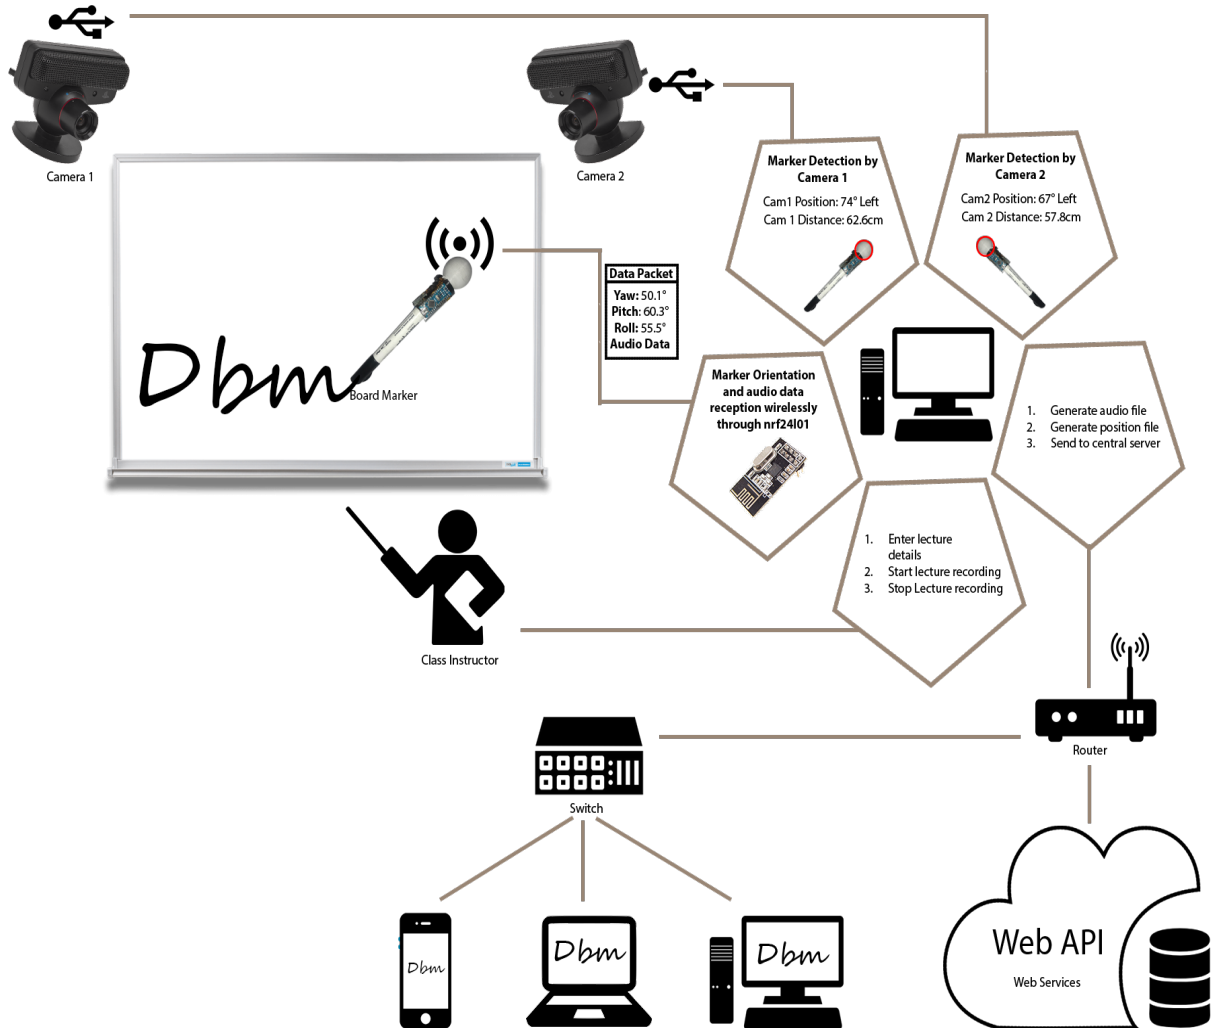 Camera 1
Camera 2
Marker Detection by
Camera 1
Cam1 Position: 74° Left
Cam 1 Distance: 62.6cm
Marker Detection by
Camera 2
Cam2 Position: 67° Left
Cam 2 Distance: 57.8cm
Data Packet
Yaw: 50.1°
Pitch: 60.3°
Roll: 55.5°
Audio Data
Dbm
Board Marker
Marker Orientation
and audio data
reception wirelessly
through nrf24l01
1. Generate audio file
2. Generate position file
3. Send to central server
1. Enter lecture
details
2. Start lecture recording
3. Stop Lecture recording
Class Instructor
Router
Switch
Dbm
Dbm
Dbm
Web API
Web Services